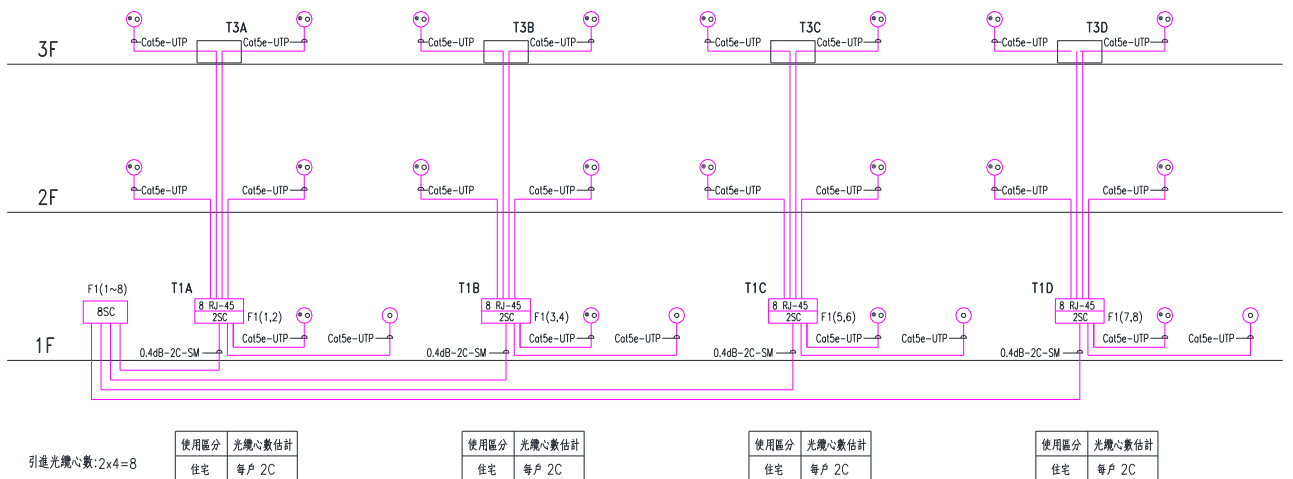 T3A T3B T3C T3D
3F Cat5e-UTP Cat5e-UTP Cat5e-UTP Cat5e-UTP Cat5e-UTP Cat5e-UTP Cat5e-UTP Cat5e-UTP
2F Cat5e-UTP Cat5e-UTP Cat5e-UTP Cat5e-UTP Cat5e-UTP Cat5e-UTP Cat5e-UTP Cat5e-UTP
F1(1~8) T1A T1B T1C T1D
8 RJ-45 8 RJ-45 8 RJ-45 8 RJ-45
8SC 2SC F1(1,2) 2SC F1(3,4) 2SC F1(5,6) 2SC F1(7,8)
Cat5e-UTP Cat5e-UTP Cat5e-UTP Cat5e-UTP Cat5e-UTP Cat5e-UTP Cat5e-UTP Cat5e-UTP
1F 0.4dB-2C-SM 0.4dB-2C-SM 0.4dB-2C-SM 0.4dB-2C-SM
使用區分 光纜心數估計 使用區分 光纜心數估計 使用區分 光纜心數估計 使用區分 光纜心數估計
引進光纜心數:2x4=8 住宅 每戶 2C 住宅 每戶 2C 住宅 每戶 2C 住宅 每戶 2C